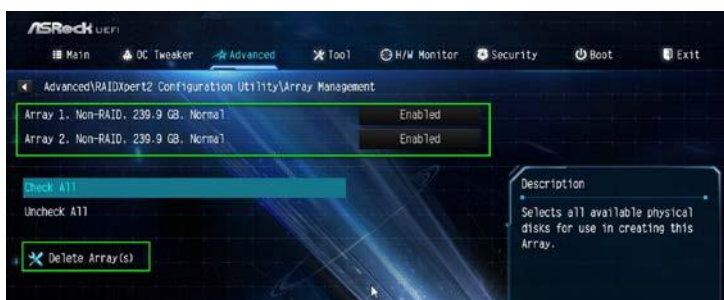 ASRock UEFI
Main OC Tweaker Advanced Tool H/W Monitor Security Boot Exit
Advanced\RAIDXpert2 Configuration Utility\Array Management
Array 1, Non-RAID, 239.9 GB, Normal Enabled
Array 2, Non-RAID, 239.9 GB, Normal Enabled
Check All
Uncheck All
Delete Array(s)
Description
Selects all available physical
disks for use in creating this
Array.